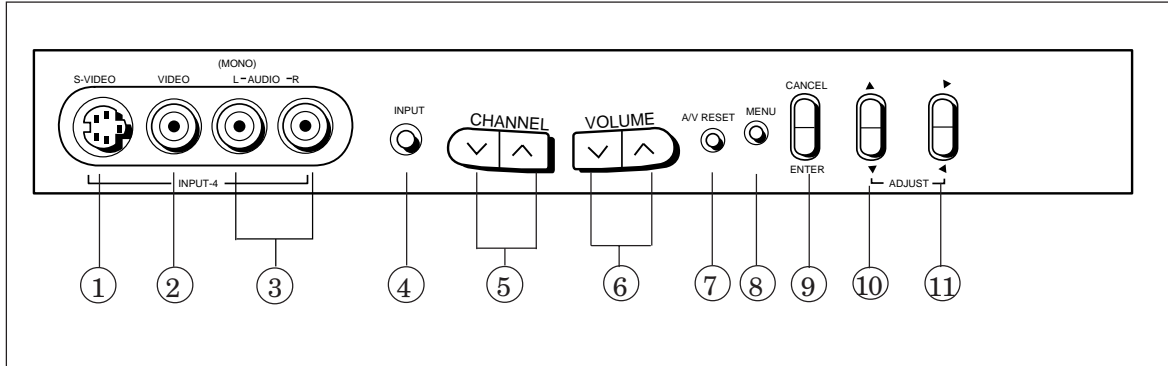 (MONO)
S-VIDEO VIDEO L - AUDIO - R
INPUT
CHANNEL
VOLUME
A/V RESET
MENU
CANCEL
ENTER
INPUT-4
ADJUST
1 2 3 4 5 6 7 8 9 10 11